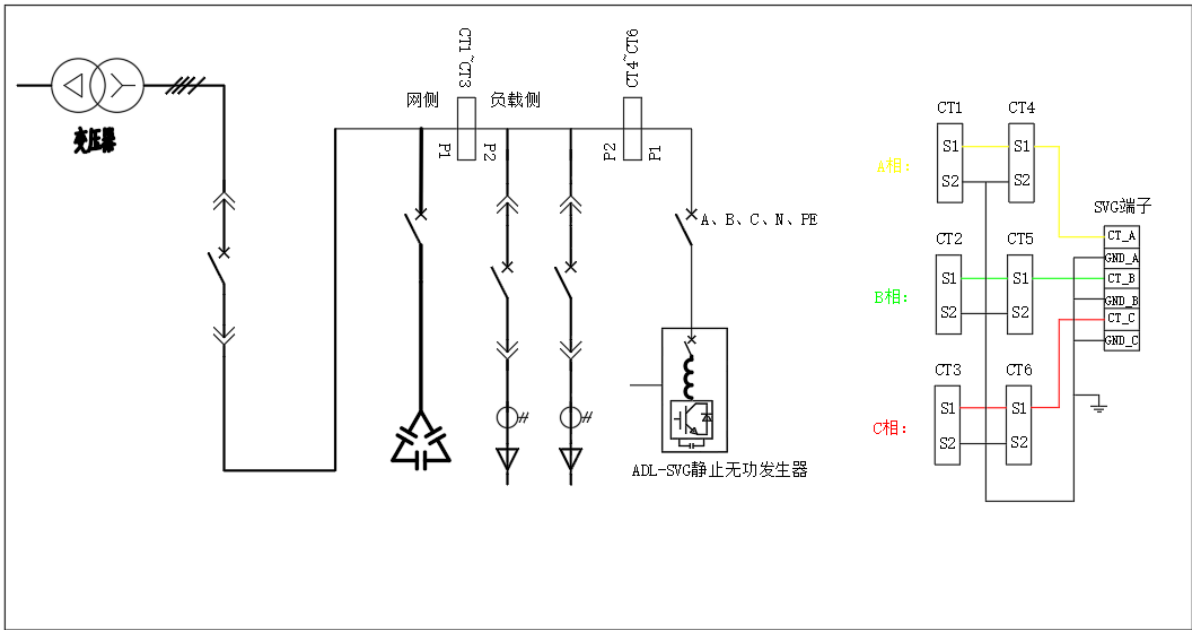 变压器
网侧
CT1~CT3
负载侧
P1
P2
CT4~CT6
P2
P1
A、B、C、N、PE
ADL-SVG静止无功发生器
CT1
CT4
A相:
S1
S1
S2
S2
SVG端子
CT_A
GND_A
CT_B
GND_B
CT_C
GND_C
CT2
CT5
B相:
S1
S1
S2
S2
CT3
CT6
C相:
S1
S1
S2
S2